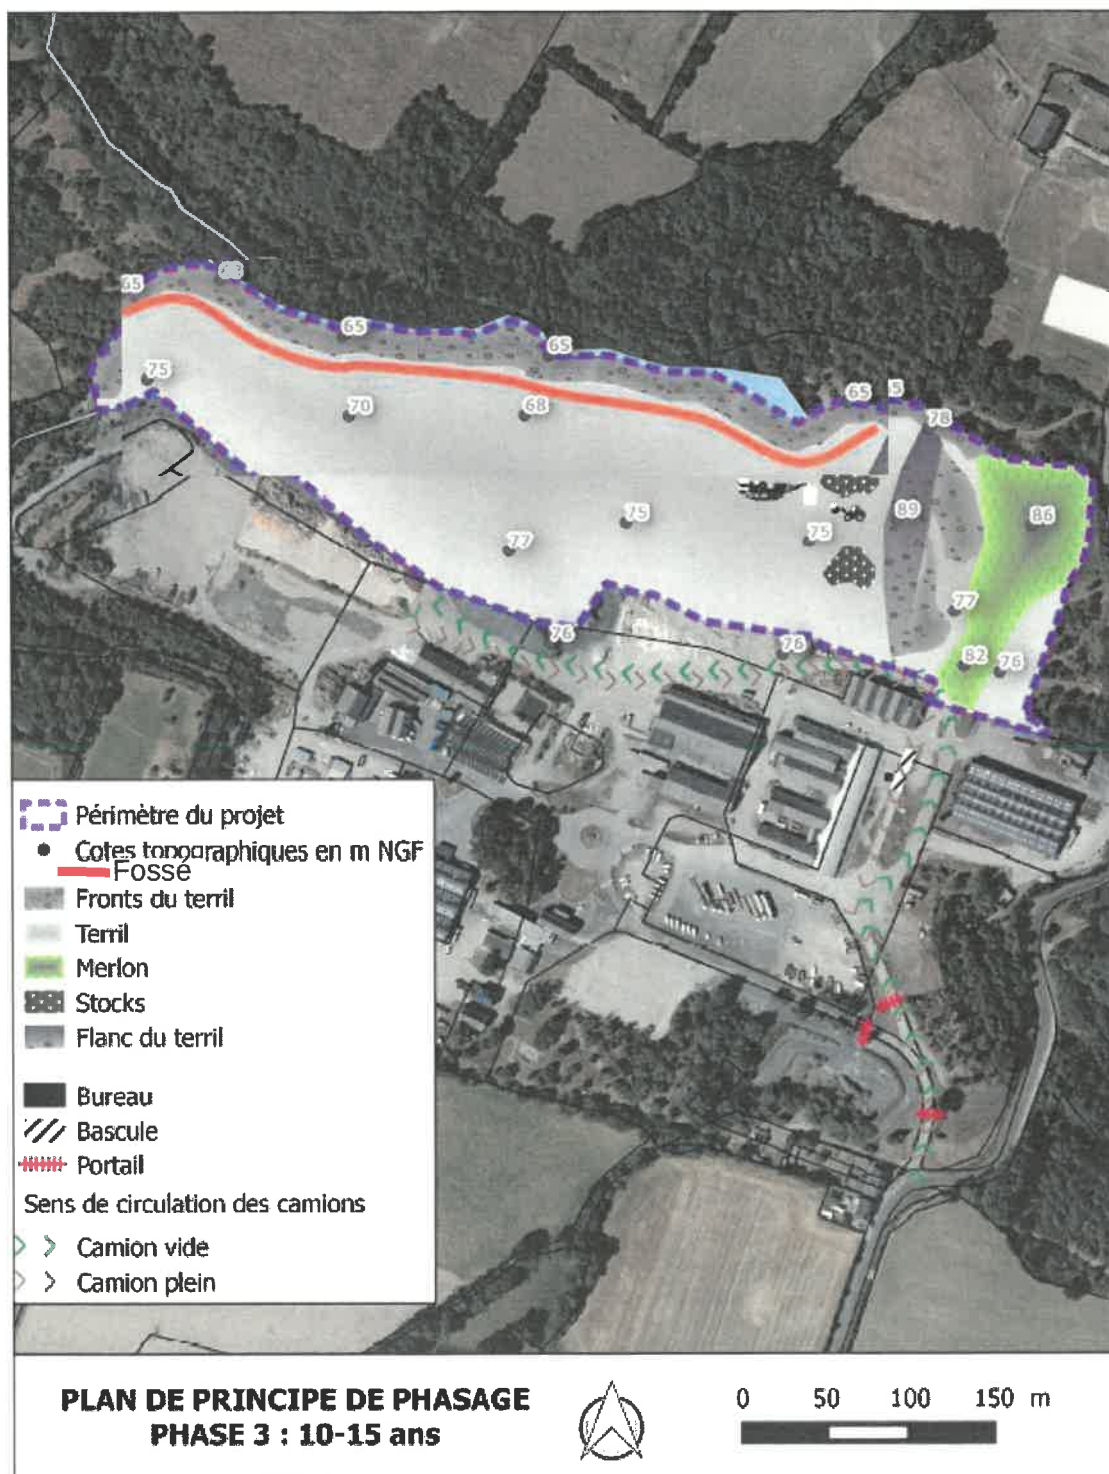 65
65
65
65
5
78
75
70
68
89
86
75
77
75
77
76
76
82
76
Périmètre du projet
Cotes topographiques en m NGF
Fossé
Fronts du terril
Terril
Merlon
Stocks
Flanc du terril
Bureau
Bascule
Portail
Sens de circulation des camions
Camion vide
Camion plein
PLAN DE PRINCIPE DE PHASAGE
PHASE 3 : 10-15 ans
0 50 100 150 m